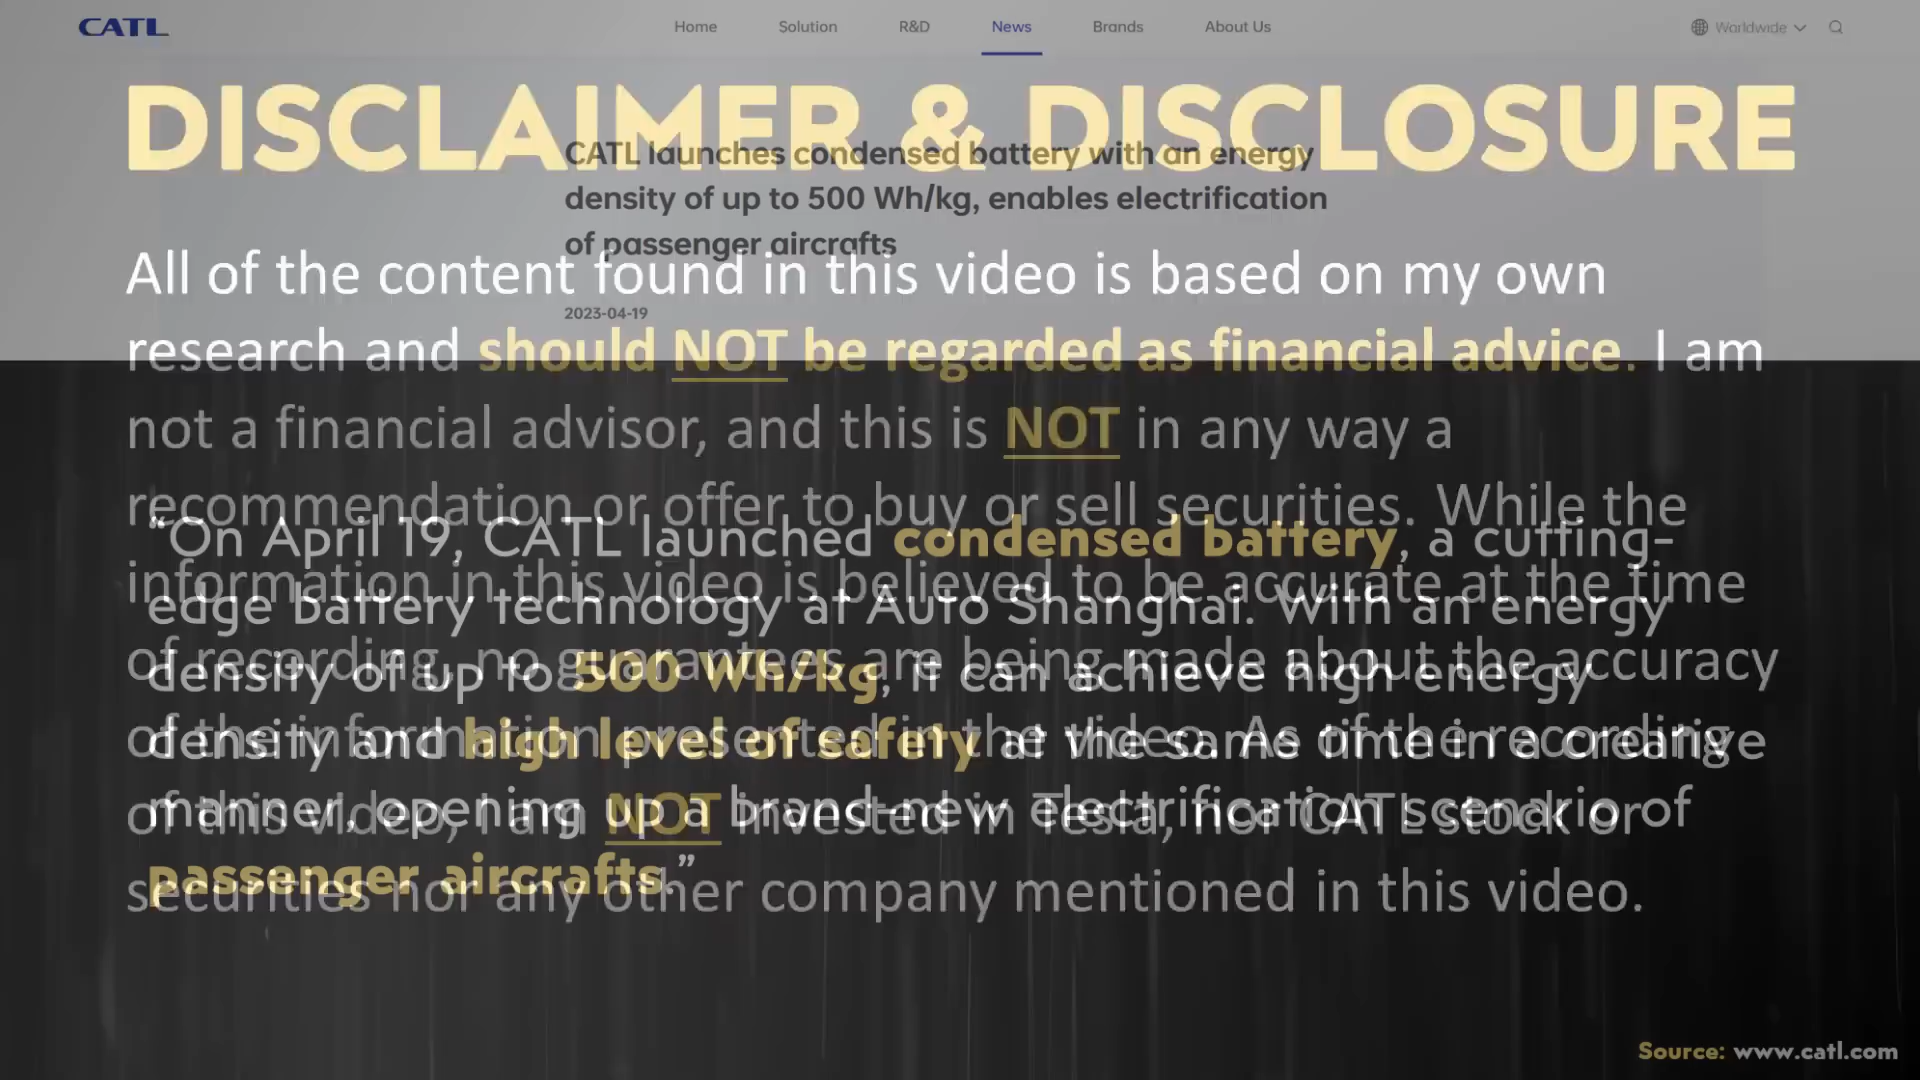 CATL
Home Solution R&D News Brands About Us Worldwide
DISCLAIMER & DISCLOSURE
CATL launches condensed battery with an energy
density of up to 500 Wh/kg, enables electrification
of passenger aircrafts
2023-04-19
All of the content found in this video is based on my own
research and should NOT be regarded as financial advice. I am
not a financial advisor, and this is NOT in any way a
recommendation or offer to buy or sell securities. While the
information in this video is believed to be accurate at the time
of recording, no guarantees are being made about the accuracy
of the information presented in the video. As of the recording
of this video, I am NOT invested in Tesla, nor CATL stock or
securities nor any other company mentioned in this video.
“On April 19, CATL launched condensed battery, a cutting-
edge battery technology at Auto Shanghai. With an energy
density of up to 500 Wh/kg, it can achieve high energy
density and high level of safety at the same time in a creative
manner, opening up a brand-new electrification scenario of
passenger aircrafts.”
Source: www.catl.com